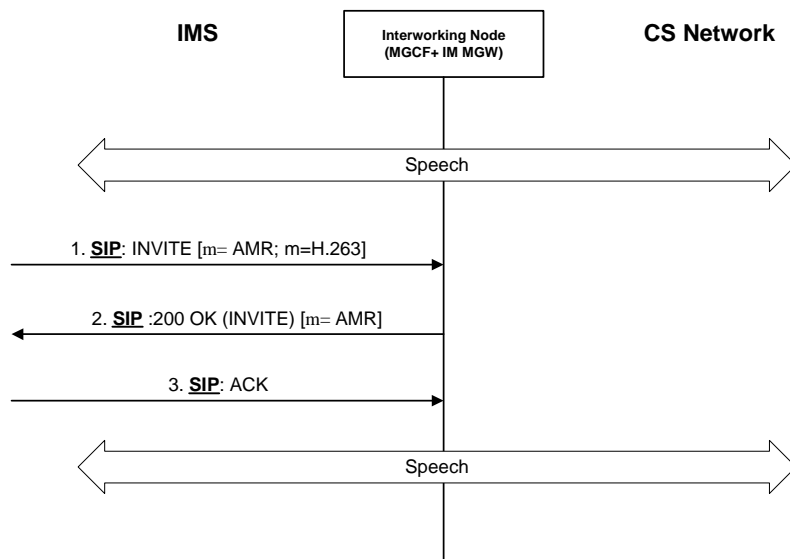 IMS
Interworking Node
(MGCF+ IM MGW)
CS Network
Speech
1. SIP: INVITE [m= AMR; m=H.263]
2. SIP :200 OK (INVITE) [m= AMR]
3. SIP: ACK
Speech